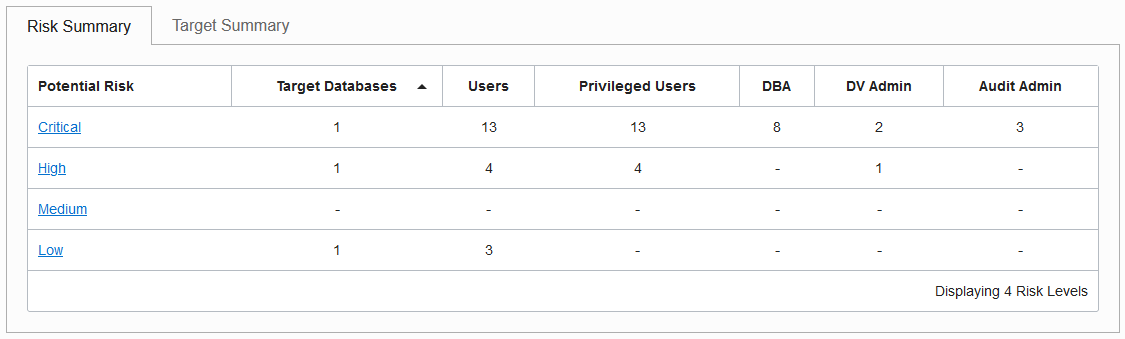 Risk Summary Target Summary
Potential Risk Target Databases Users Privileged Users DBA DV Admin Audit Admin
Critical 1 13 13 8 2 3
High 1 4 4 - 1 -
Medium - - - - - -
Low 1 3 - - - -
Displaying 4 Risk Levels